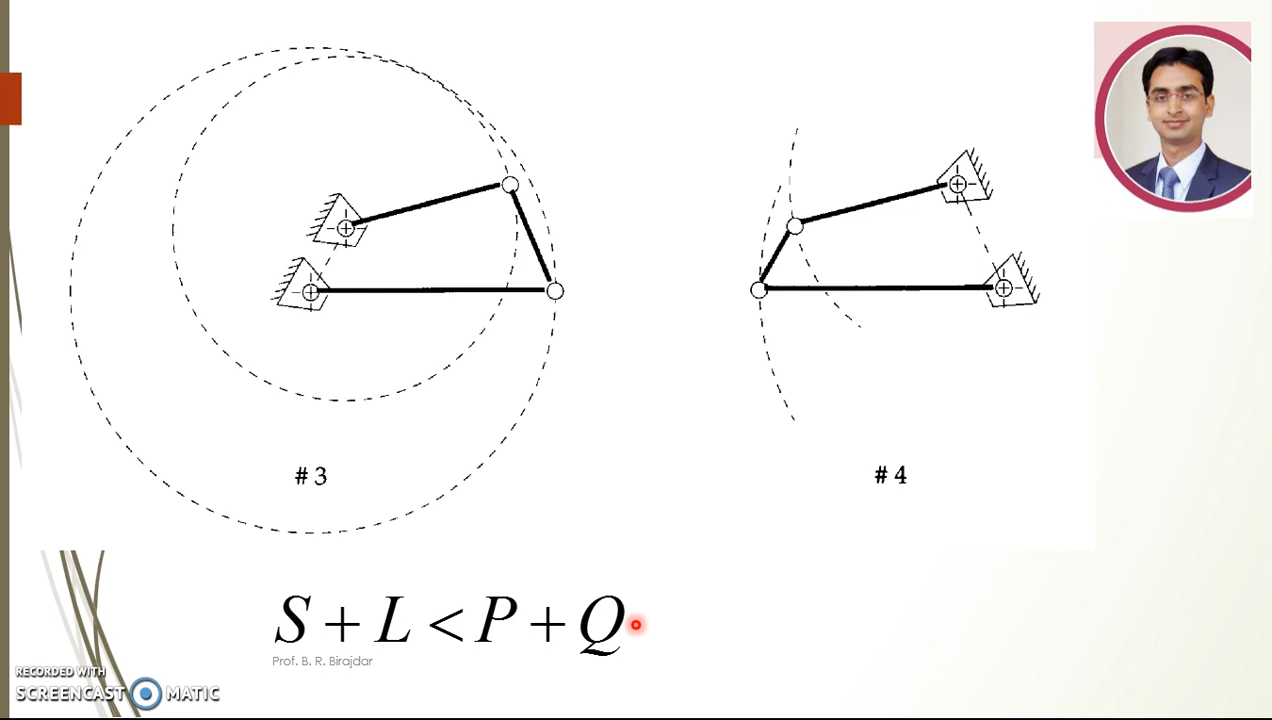 # 3
# 4
S + L < P + Q
Prof. B. R. Birajdar
RECORDED WITH
SCREENCAST MATIC